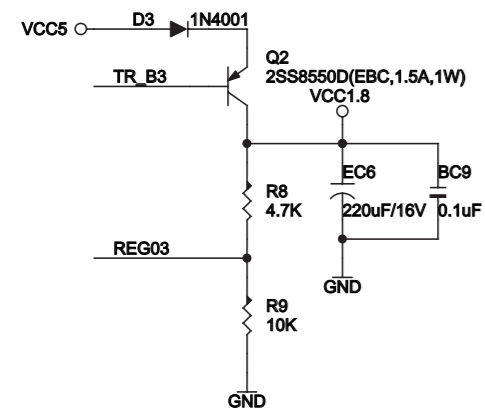 D3 1N4001
VCC5
Q2
2SS8550D(EBC,1.5A,1W)
TR_B3
VCC1.8
EC6 BC9
R8
4.7K 220uF/16V 0.1uF
REG03
GND
R9
10K
GND